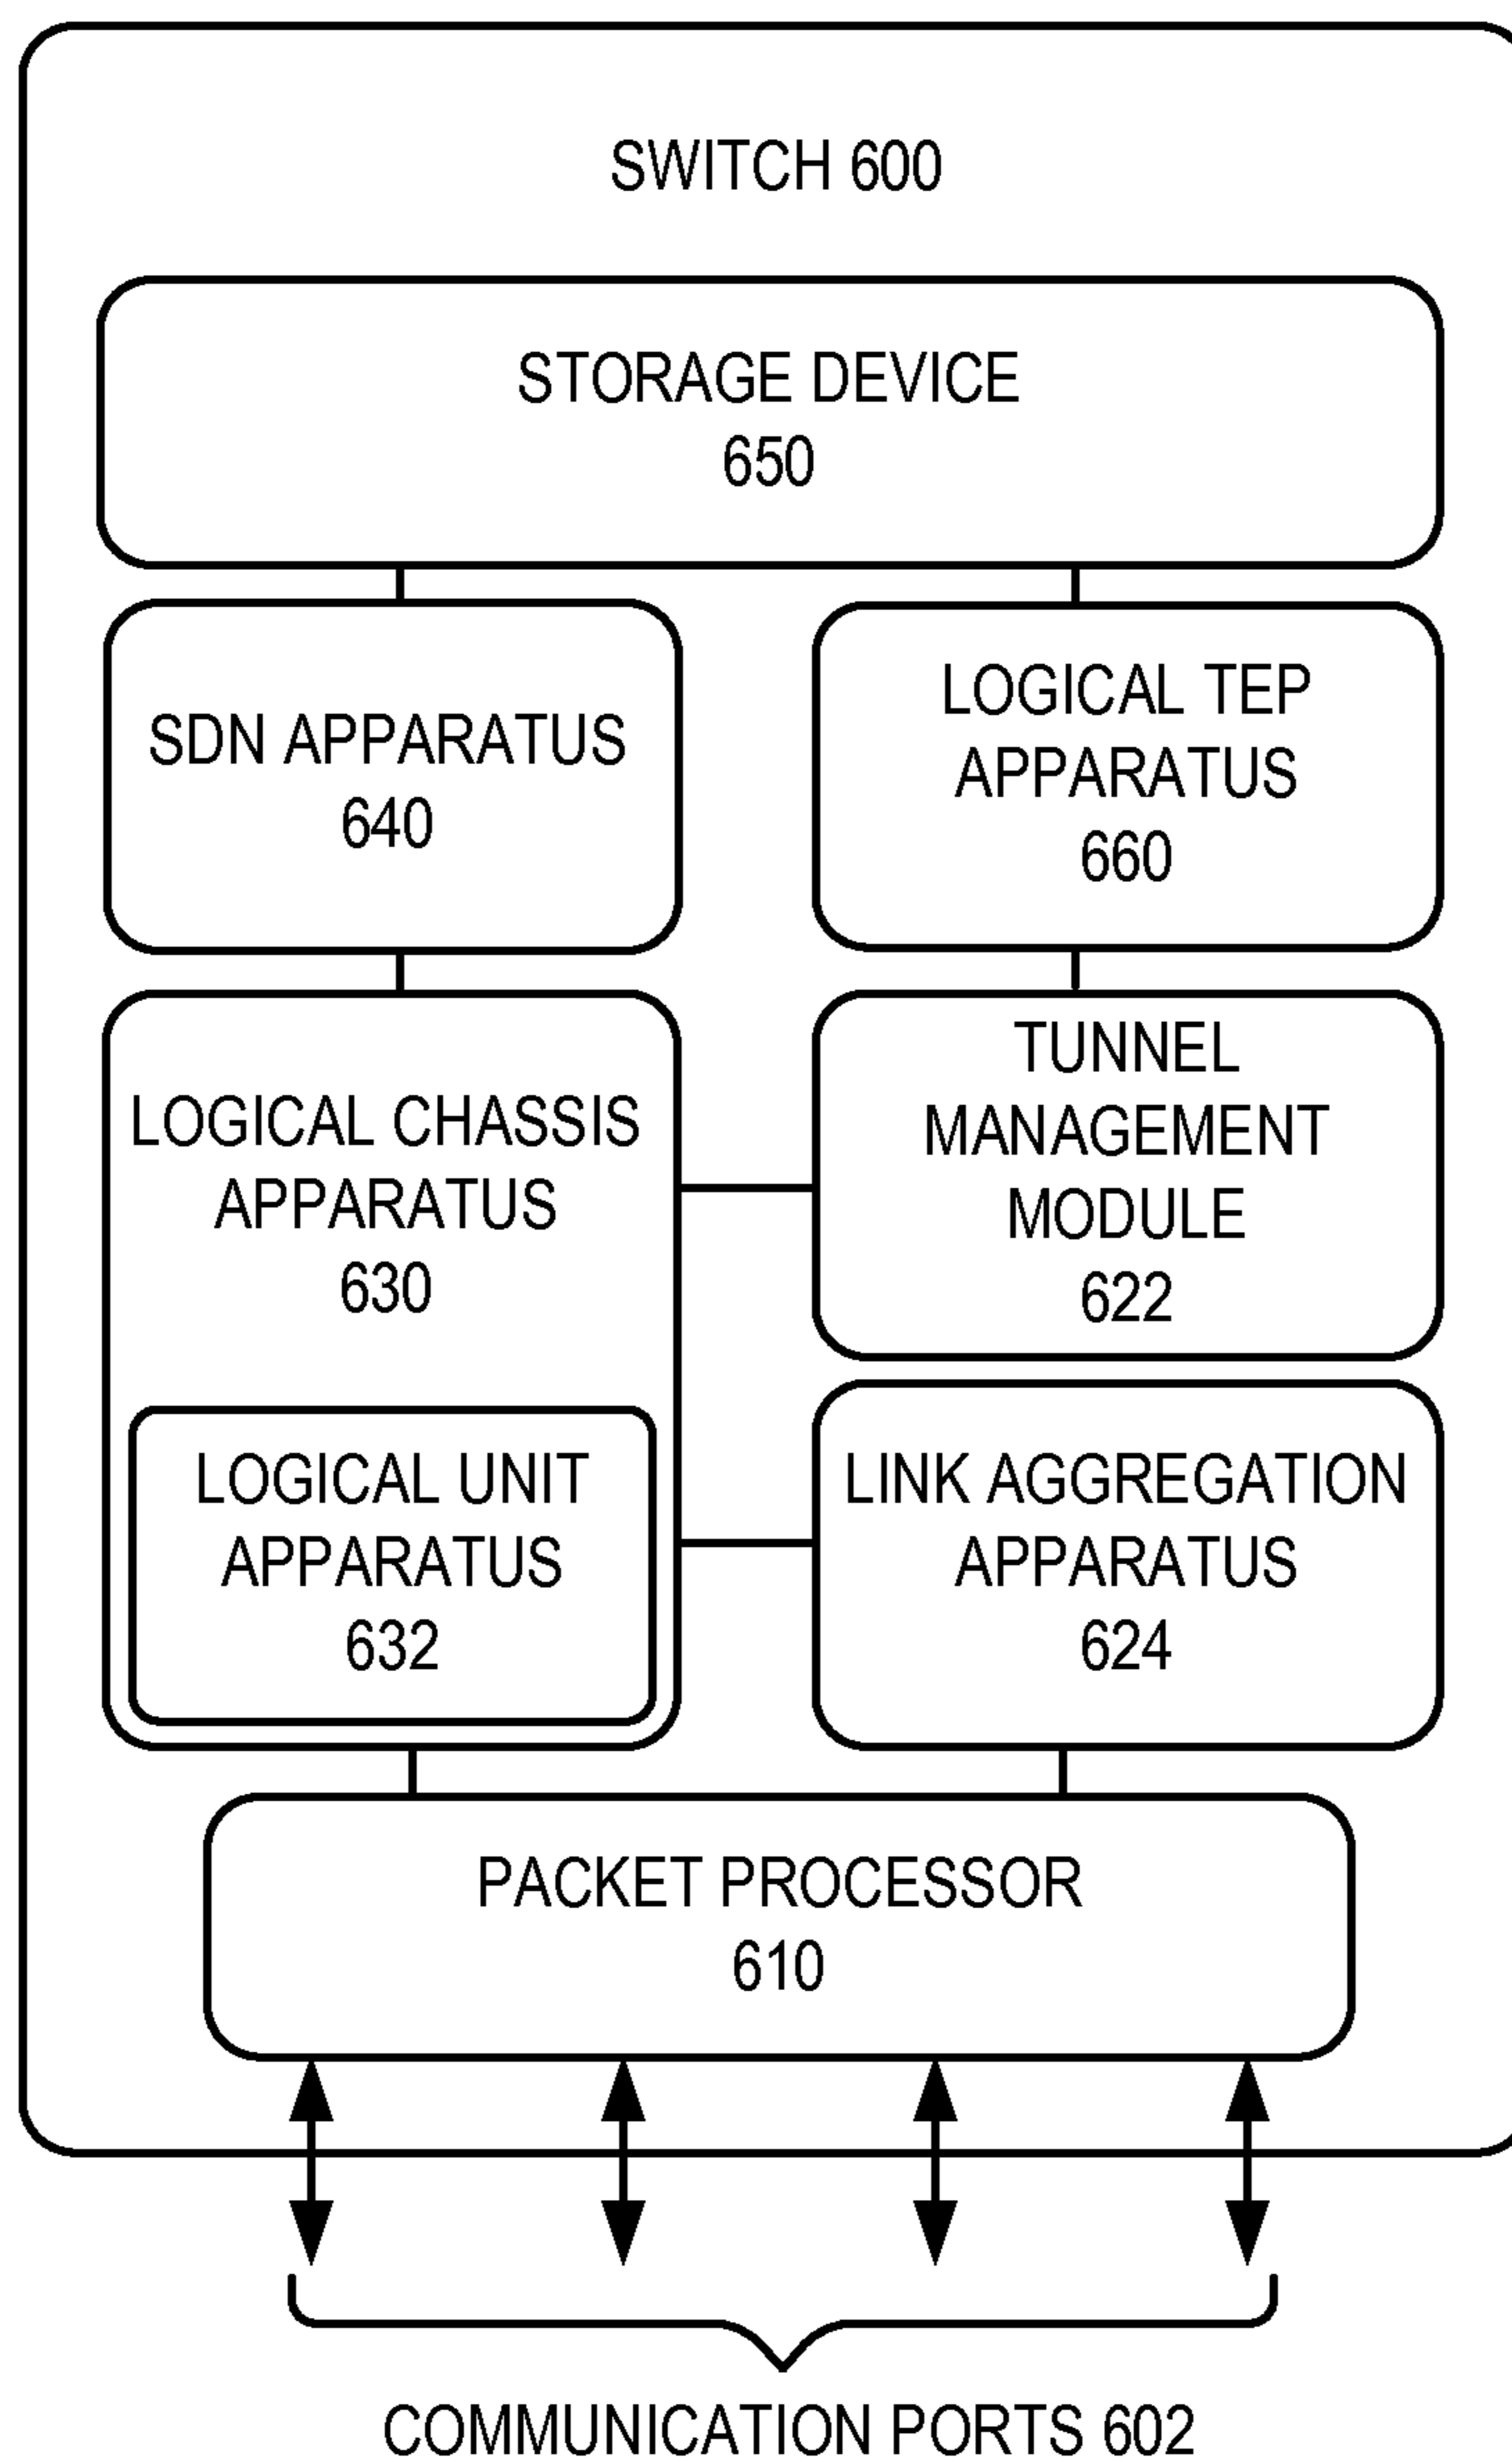 SWITCH 600
STORAGE DEVICE
650
SDN APPARATUS
640
LOGICAL TEP
APPARATUS
660
LOGICAL CHASSIS
APPARATUS
630
TUNNEL
MANAGEMENT
MODULE
622
LOGICAL UNIT
APPARATUS
632
LINK AGGREGATION
APPARATUS
624
PACKET PROCESSOR
610
COMMUNICATION PORTS 602